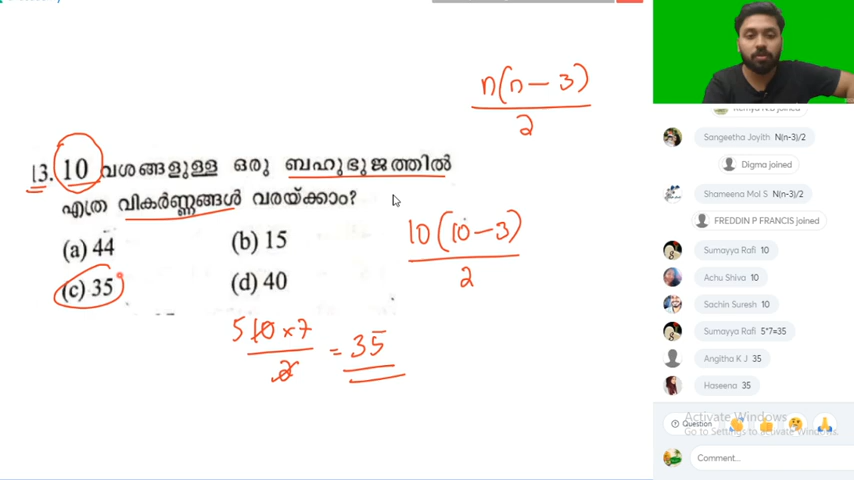 n(n-3)
2
13. 10 വശങ്ങളുള്ള ഒരു ബഹുഭുജത്തിൽ
എത്ര വികർണ്ണങ്ങൾ വരയ്ക്കാം?
(a) 44 (b) 15
(c) 35 (d) 40
10(10-3)
2
5 10 x 7
2
= 35
joined
Sangeetha Joyith N(n-3)/2
Digma joined
Shameena Mol S N(n-3)/2
FREDDIN P FRANCIS joined
Sumayya Rafi 10
Achu Shiva 10
Sachin Suresh 10
Sumayya Rafi 5*7=35
Angitha K J 35
Haseena 35
Activate Windows
Question
Go to Settings to activate Windows.
Comment...